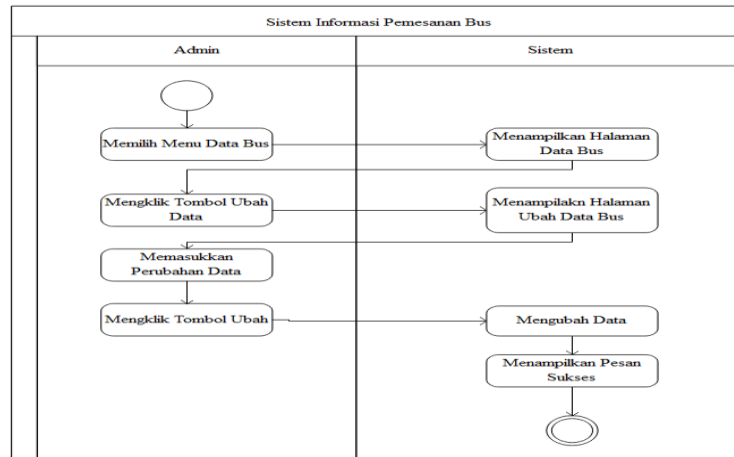 Sistem Informasi Pemesanan Bus
Admin
Sistem
Memilih Menu Data Bus
Menampilkan Halaman
Data Bus
Mengklik Tombol Ubah
Data
Menampilakn Halaman
Ubah Data Bus
Memasukkan
Perubahan Data
Mengklik Tombol Ubah
Mengubah Data
Menampilkan Pesan
Sukses